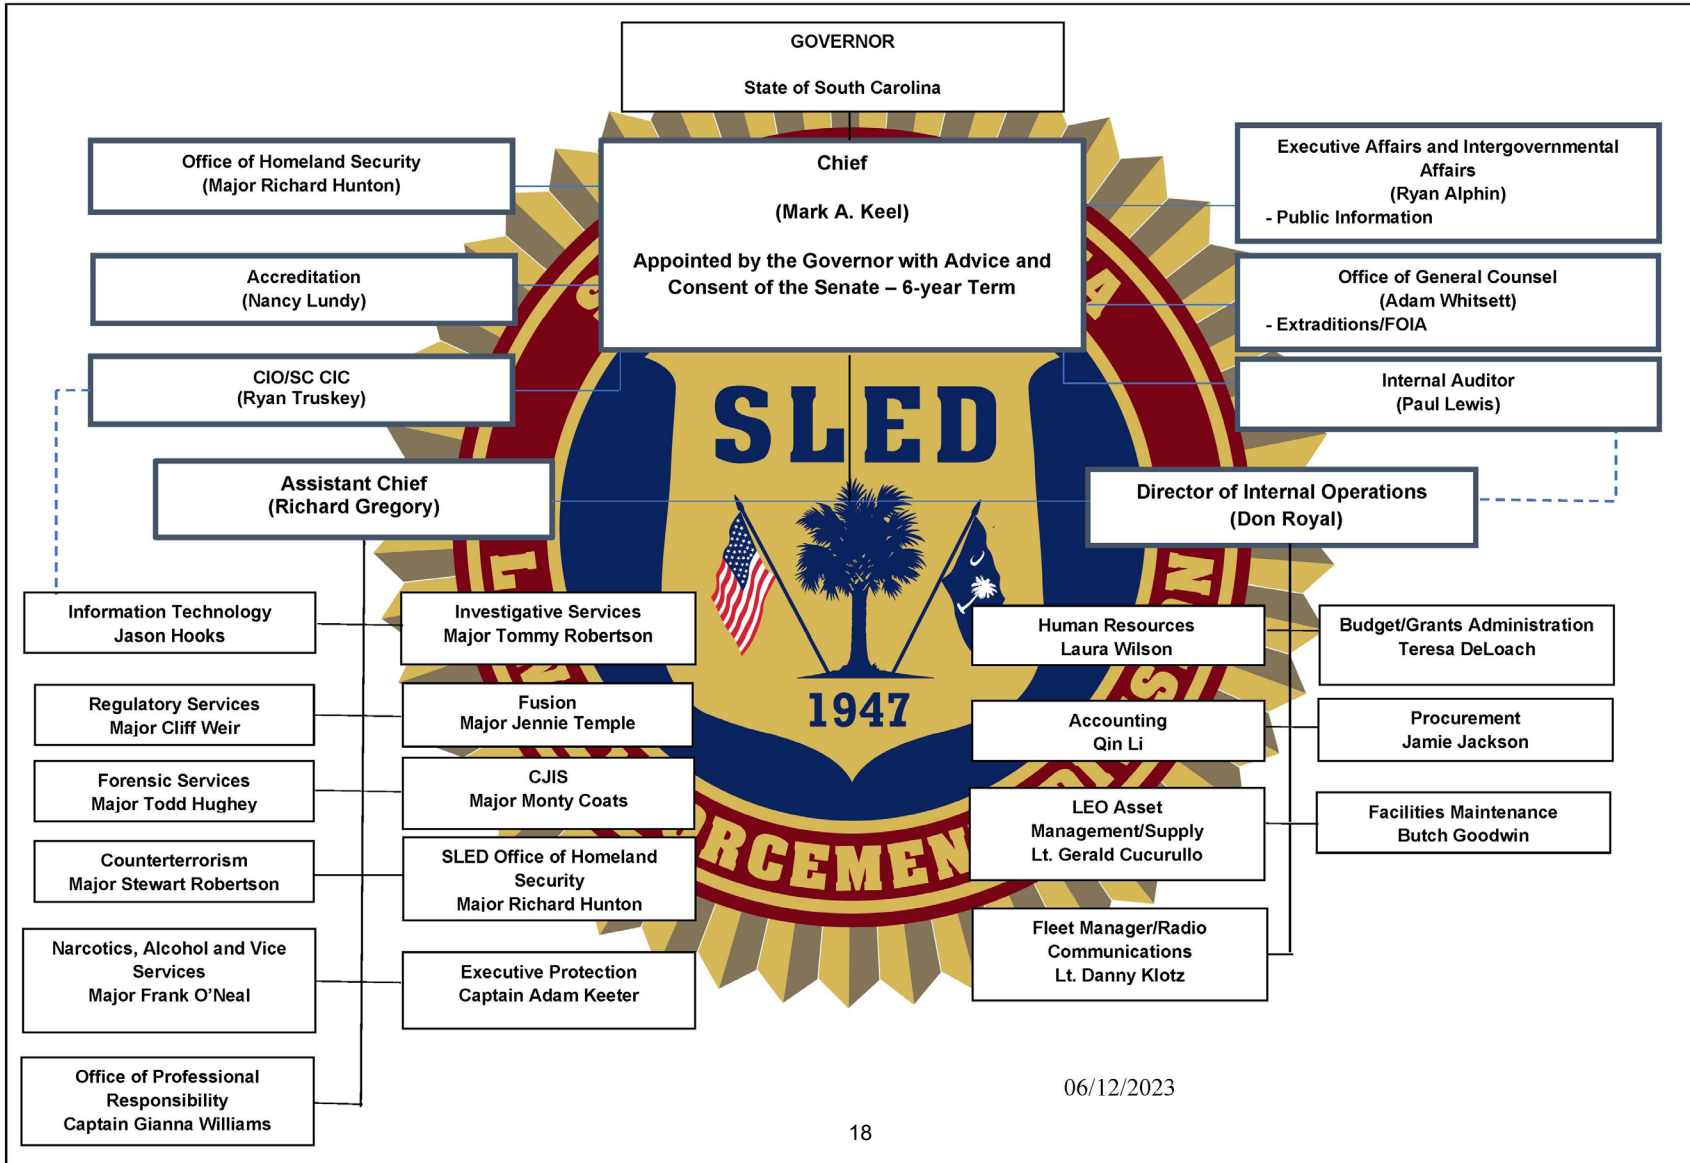 GOVERNOR
State of South Carolina
Office of Homeland Security
(Major Richard Hunton)
Chief
(Mark A. Keel)
Appointed by the Governor with Advice and
Consent of the Senate – 6-year Term
Executive Affairs and Intergovernmental
Affairs
(Ryan Alphin)
- Public Information
Accreditation
(Nancy Lundy)
Office of General Counsel
(Adam Whitsett)
- Extraditions/FOIA
CIO/SC CIC
(Ryan Truskey)
Internal Auditor
(Paul Lewis)
SLED
Assistant Chief
(Richard Gregory)
Director of Internal Operations
(Don Royal)
Information Technology
Jason Hooks
Investigative Services
Major Tommy Robertson
Human Resources
Laura Wilson
Budget/Grants Administration
Teresa DeLoach
Regulatory Services
Major Cliff Weir
Fusion
Major Jennie Temple
1947
Accounting
Qin Li
Procurement
Jamie Jackson
Forensic Services
Major Todd Hughey
CJIS
Major Monty Coats
LEO Asset
Management/Supply
Lt. Gerald Cucurullo
Facilities Maintenance
Butch Goodwin
Counterterrorism
Major Stewart Robertson
SLED Office of Homeland
Security
Major Richard Hunton
Narcotics, Alcohol and Vice
Services
Major Frank O’Neal
Executive Protection
Captain Adam Keeter
Fleet Manager/Radio
Communications
Lt. Danny Klotz
Office of Professional
Responsibility
Captain Gianna Williams
06/12/2023
18